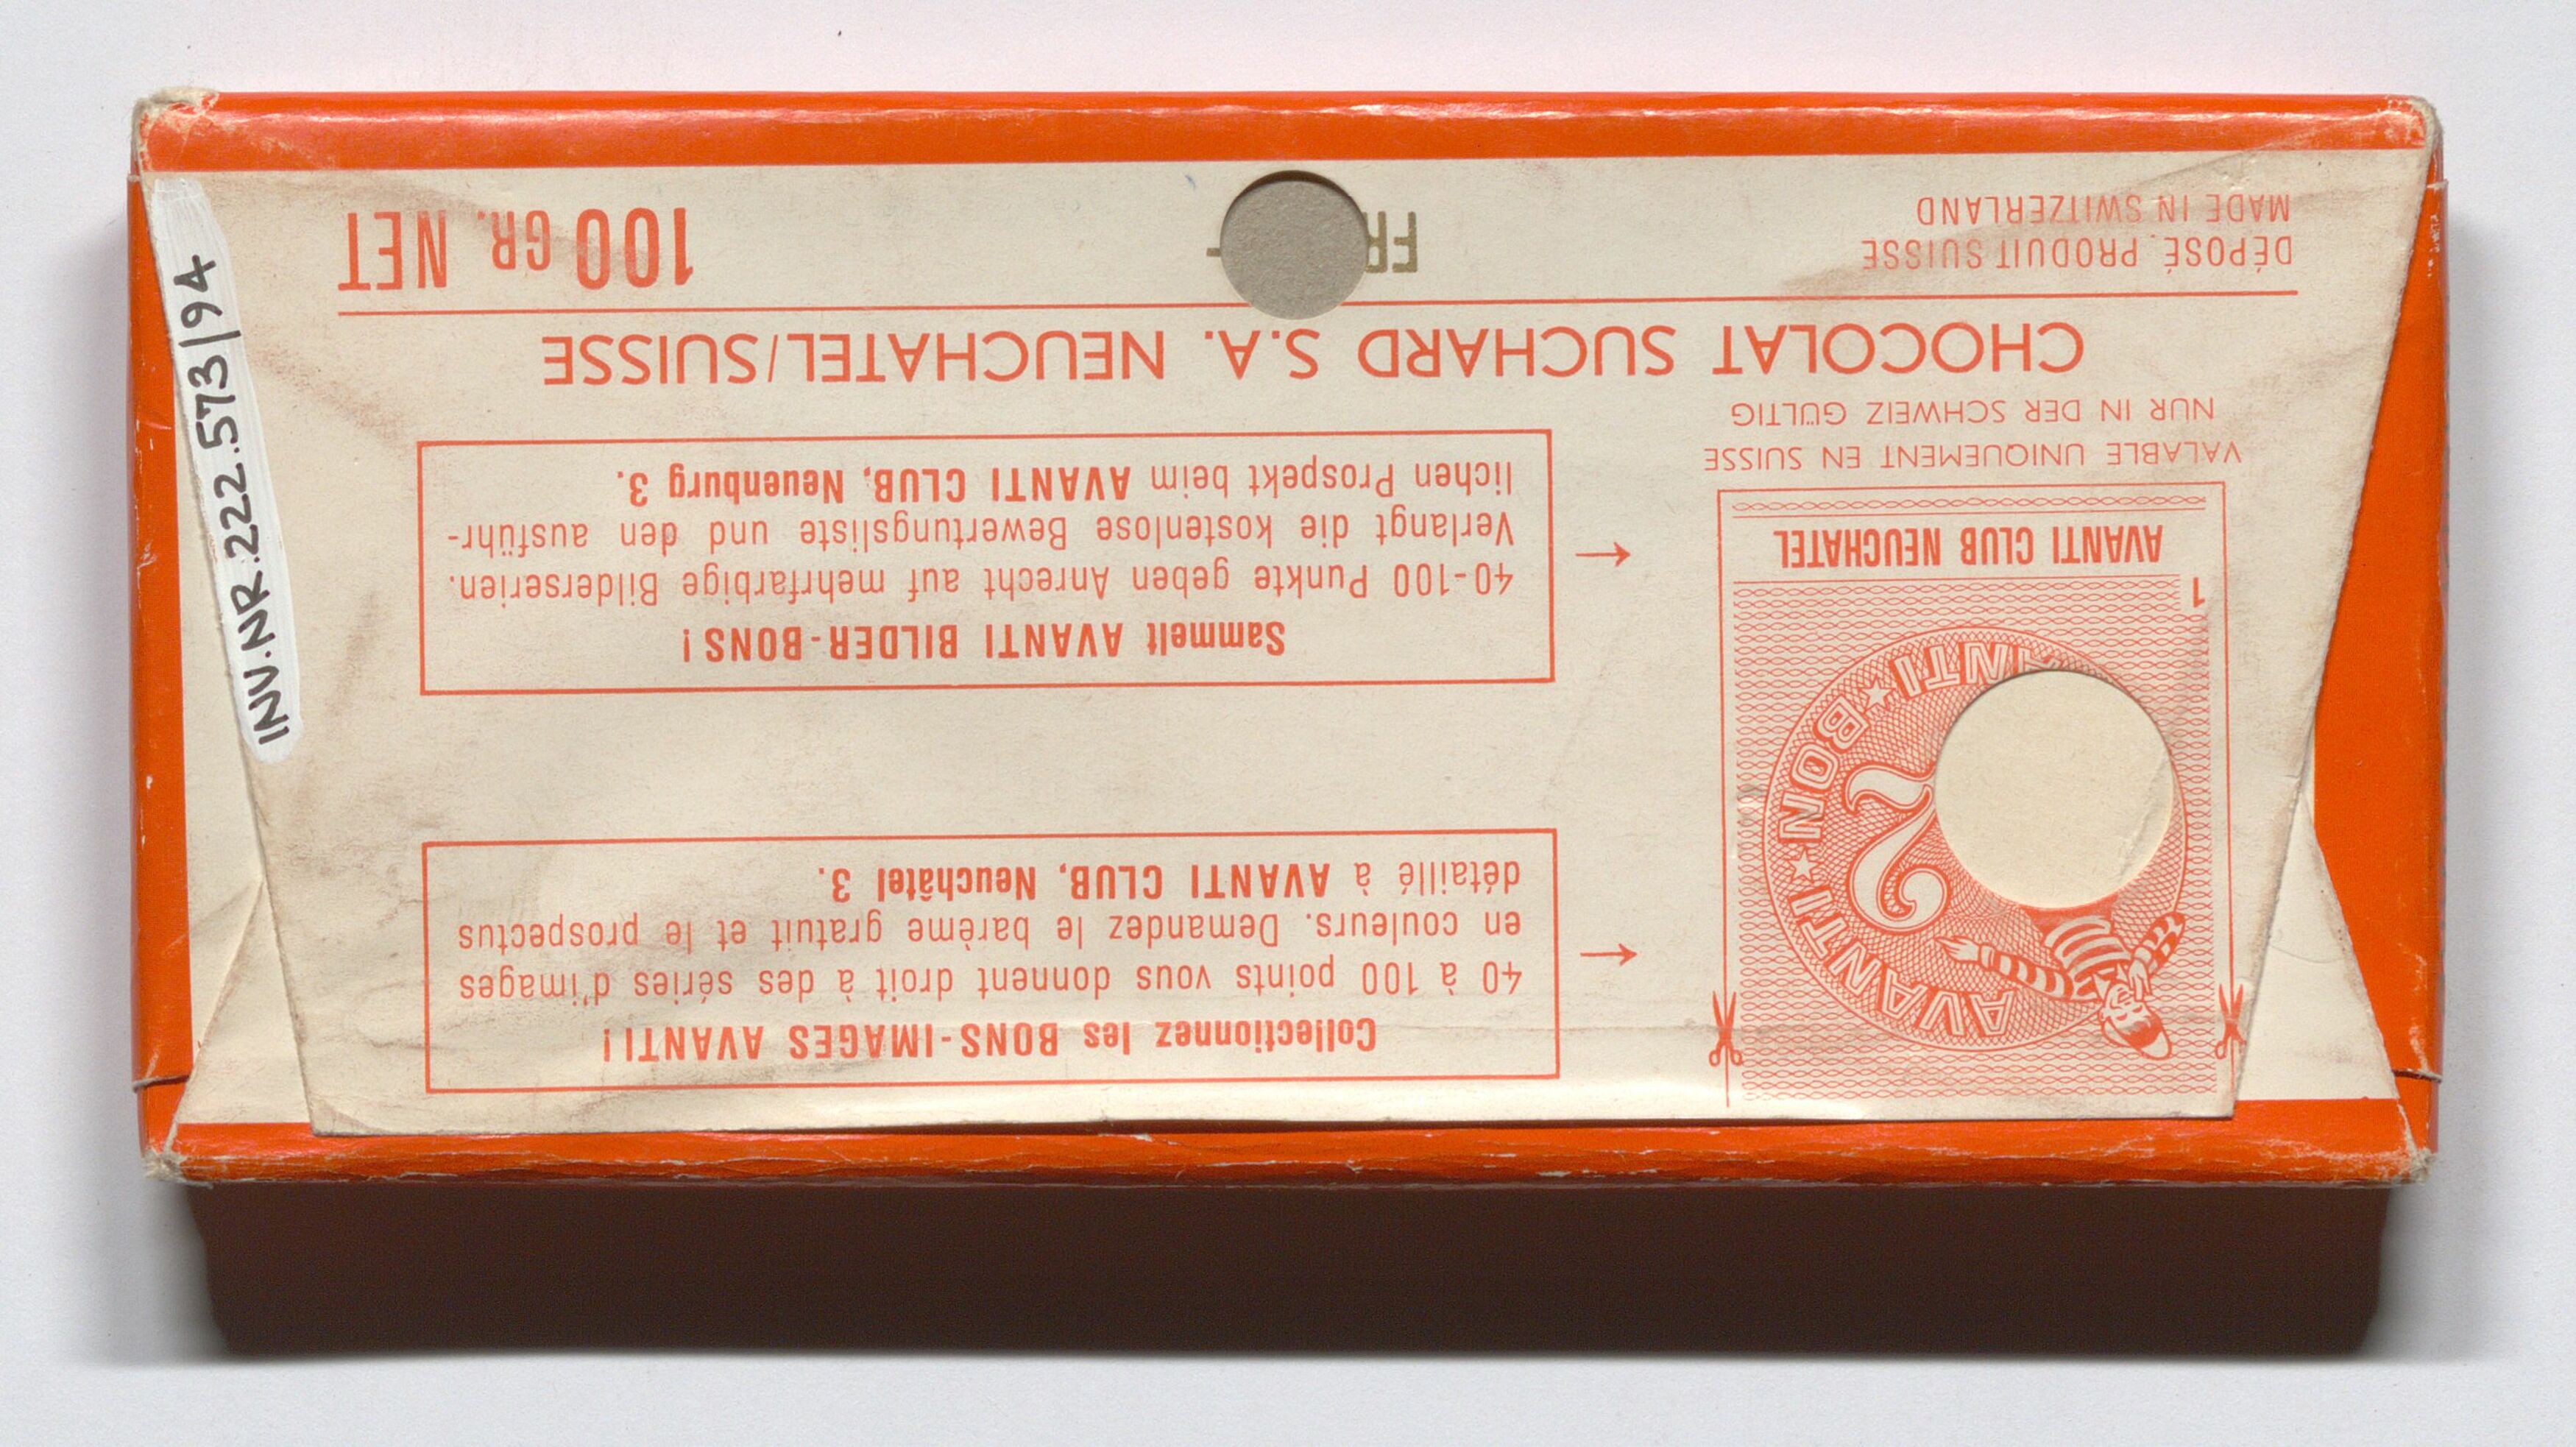 Collectionnez les BONS-IMAGES AVANTI!
40 à 100 points vous donnent droit à des séries d'images
en couleurs. Demandez le barème gratuit et le prospectus
détaillé à AVANTI CLUB, Neuchâtel 3.
Sammelt AVANTI BILDER-BONS!
40-100 Punkte geben Anrecht auf mehrfarbige Bilderserien.
Verlangt die kostenlose Bewertungsliste und den ausführ-
lichen Prospekt beim AVANTI CLUB, Neuenburg 3.
AVANTI ★ BON ★
2
1
AVANTI CLUB NEUCHATEL
VALABLE UNIQUEMENT EN SUISSE
NUR IN DER SCHWEIZ GÜLTIG
CHOCOLAT SUCHARD S.A. NEUCHATEL/SUISSE
DÉPOSÉ. PRODUIT SUISSE
MADE IN SWITZERLAND
FR
100 GR. NET
INV.NR.222.573/94